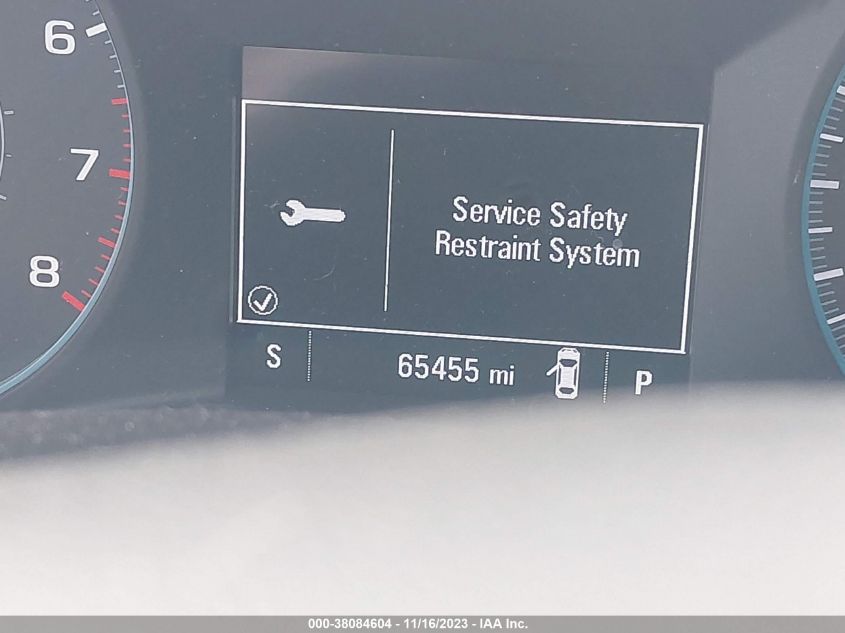 6
7
8
Service Safety
Restraint System
S 65455 mi P
000-38084604 - 11/16/2023 - IAA Inc.